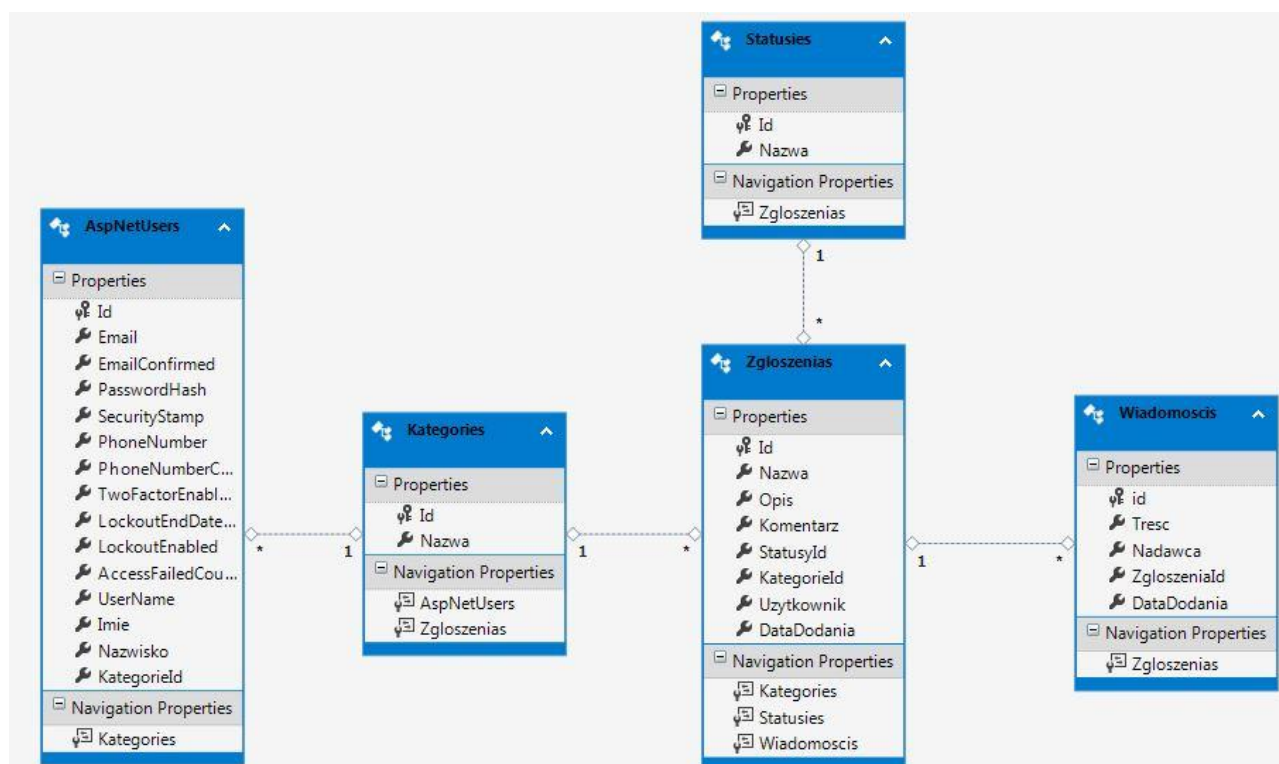 Statusies
Properties
Id
Nazwa
Navigation Properties
Zgloszenias
AspNetUsers
Properties
Id
Email
EmailConfirmed
PasswordHash
SecurityStamp
PhoneNumber
PhoneNumberC...
TwoFactorEnabl...
LockoutEndDate...
LockoutEnabled
AccessFailedCou...
UserName
Imie
Nazwisko
KategorieId
Navigation Properties
Kategories
*
1
Kategories
Properties
Id
Nazwa
Navigation Properties
AspNetUsers
Zgloszenias
1
*
1
*
Zgloszenias
Properties
Id
Nazwa
Opis
Komentarz
StatusyId
KategorieId
Uzytkownik
DataDodania
Navigation Properties
Kategories
Statusies
Wiadomoscis
1
*
Wiadomoscis
Properties
id
Tresc
Nadawca
ZgloszeniaId
DataDodania
Navigation Properties
Zgloszenias